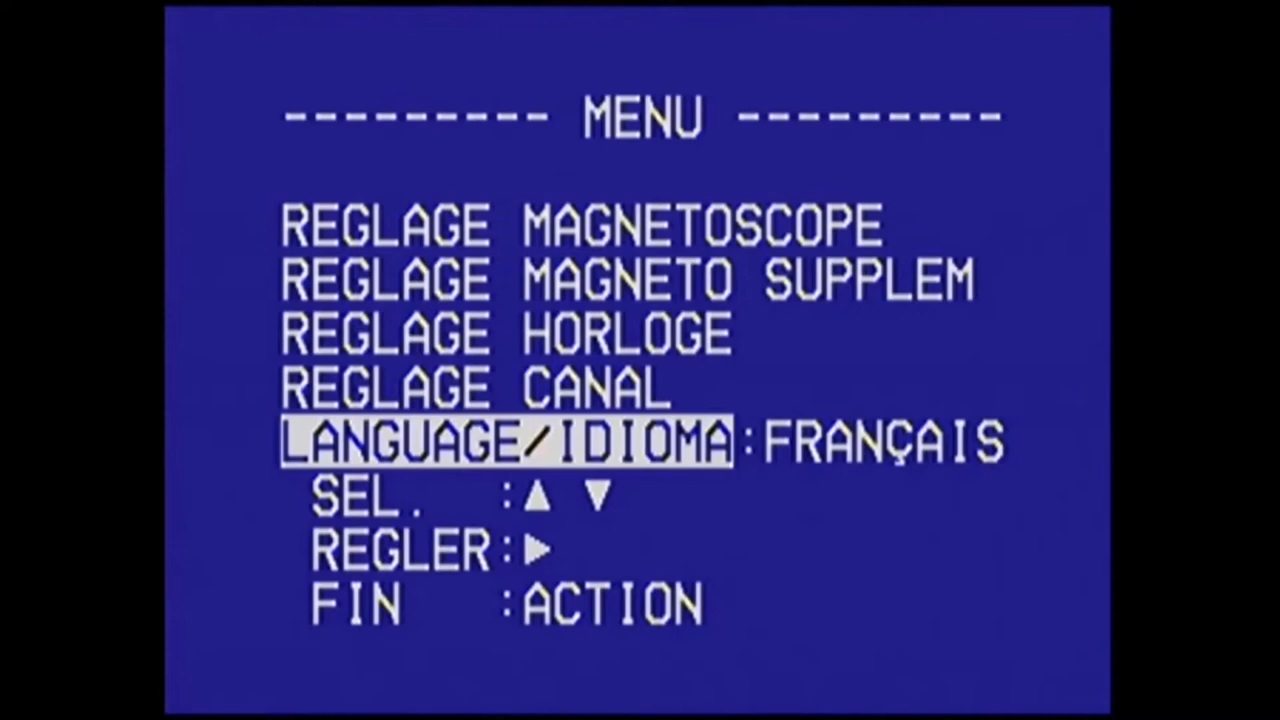 --------- MENU ---------
REGLAGE MAGNETOSCOPE
REGLAGE MAGNETO SUPPLEM
REGLAGE HORLOGE
REGLAGE CANAL
LANGUAGE/IDIOMA:FRANÇAIS
SEL. :▲ ▼
REGLER:►
FIN :ACTION